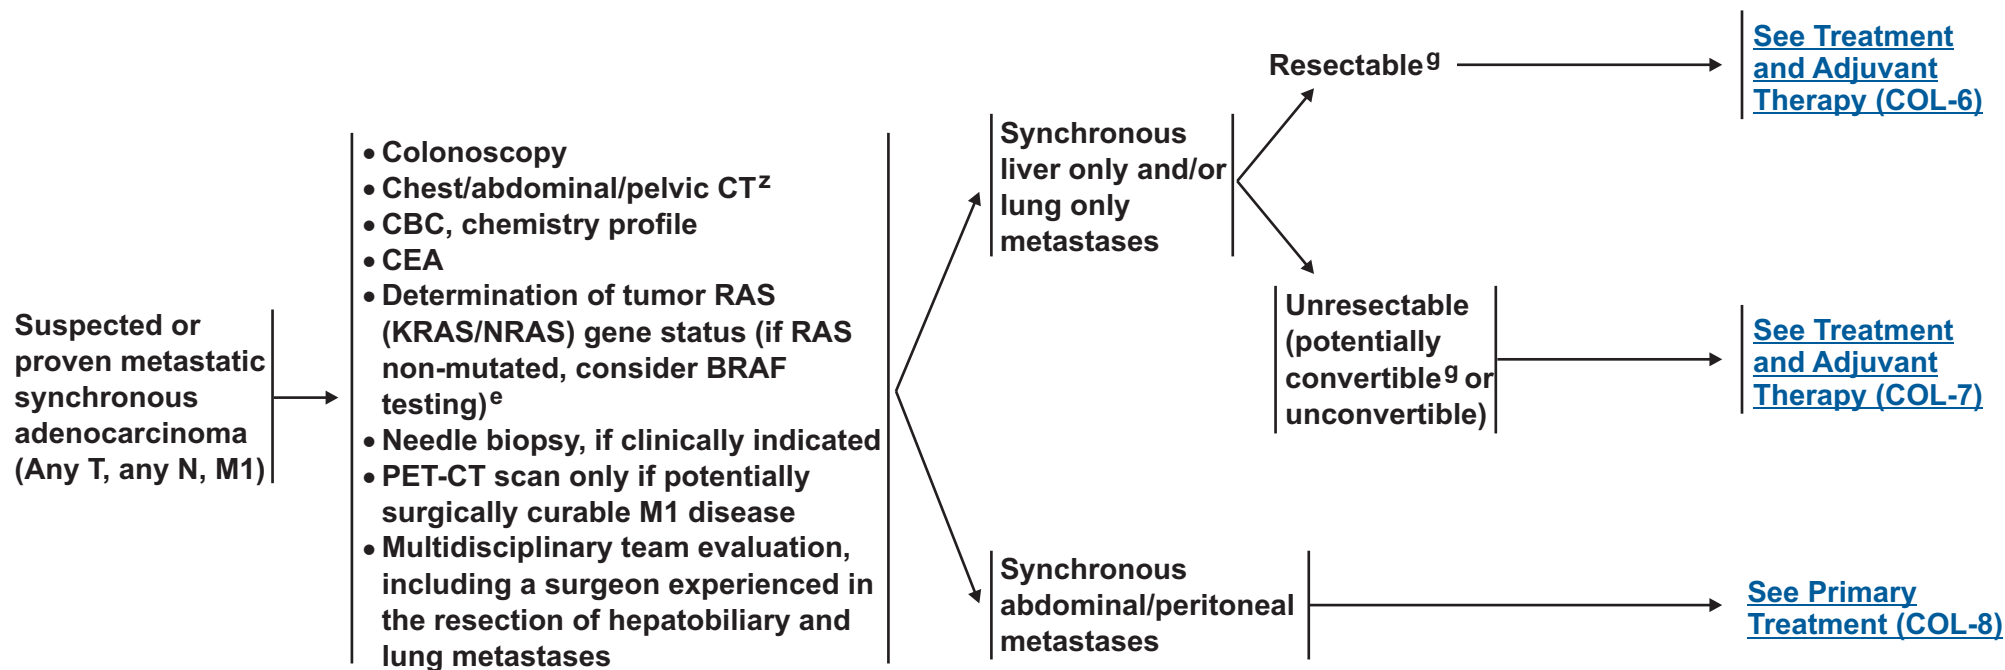 Suspected or
proven metastatic
synchronous
adenocarcinoma
(Any T, any N, M1)
• Colonoscopy
• Chest/abdominal/pelvic CTz
• CBC, chemistry profile
• CEA
• Determination of tumor RAS
(KRAS/NRAS) gene status (if RAS
non-mutated, consider BRAF
testing)e
• Needle biopsy, if clinically indicated
• PET-CT scan only if potentially
surgically curable M1 disease
• Multidisciplinary team evaluation,
including a surgeon experienced in
the resection of hepatobiliary and
lung metastases
Synchronous
liver only and/or
lung only
metastases
Resectableg
See Treatment
and Adjuvant
Therapy (COL-6)
Unresectable
(potentially
convertibleg or
unconvertible)
See Treatment
and Adjuvant
Therapy (COL-7)
Synchronous
abdominal/peritoneal
metastases
See Primary
Treatment (COL-8)